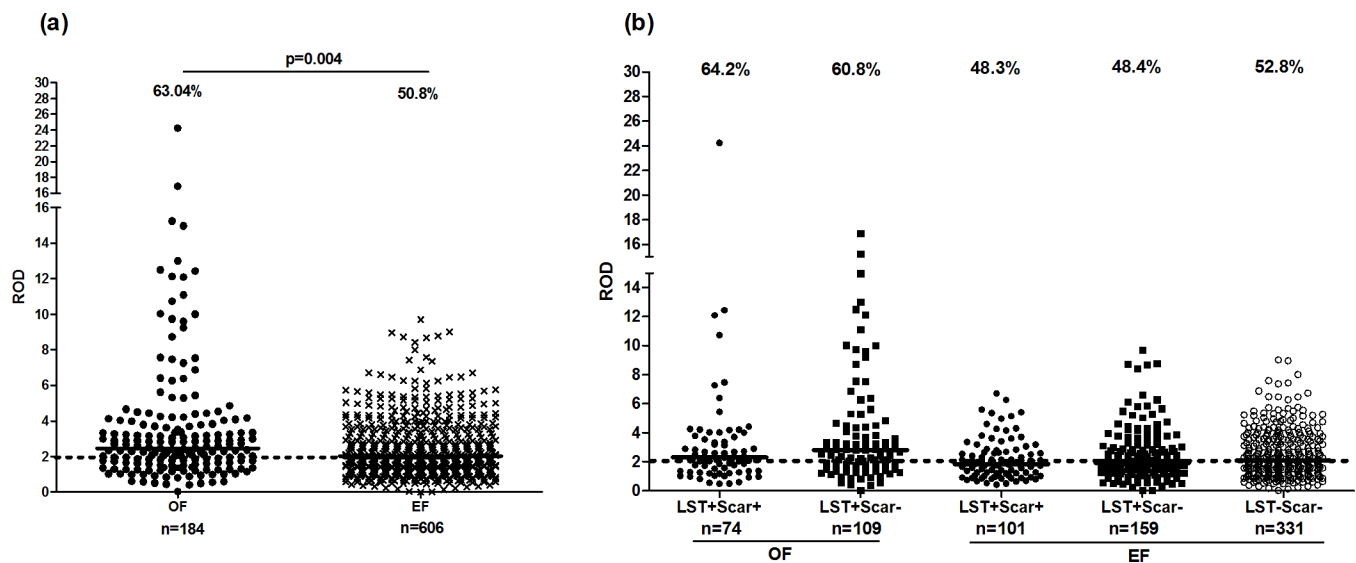 (a)
p=0.004
63.04%
50.8%
30
28
26
24
22
20
18
16
16
14
12
10
8
6
4
2
0
ROD
OF
EF
n=184
n=606
(b)
64.2%
60.8%
48.3%
48.4%
52.8%
30
28
26
24
22
20
18
16
14
12
10
8
6
4
2
0
ROD
LST+Scar+
LST+Scar-
LST+Scar+
LST+Scar-
LST-Scar-
n=74
n=109
n=101
n=159
n=331
OF
EF